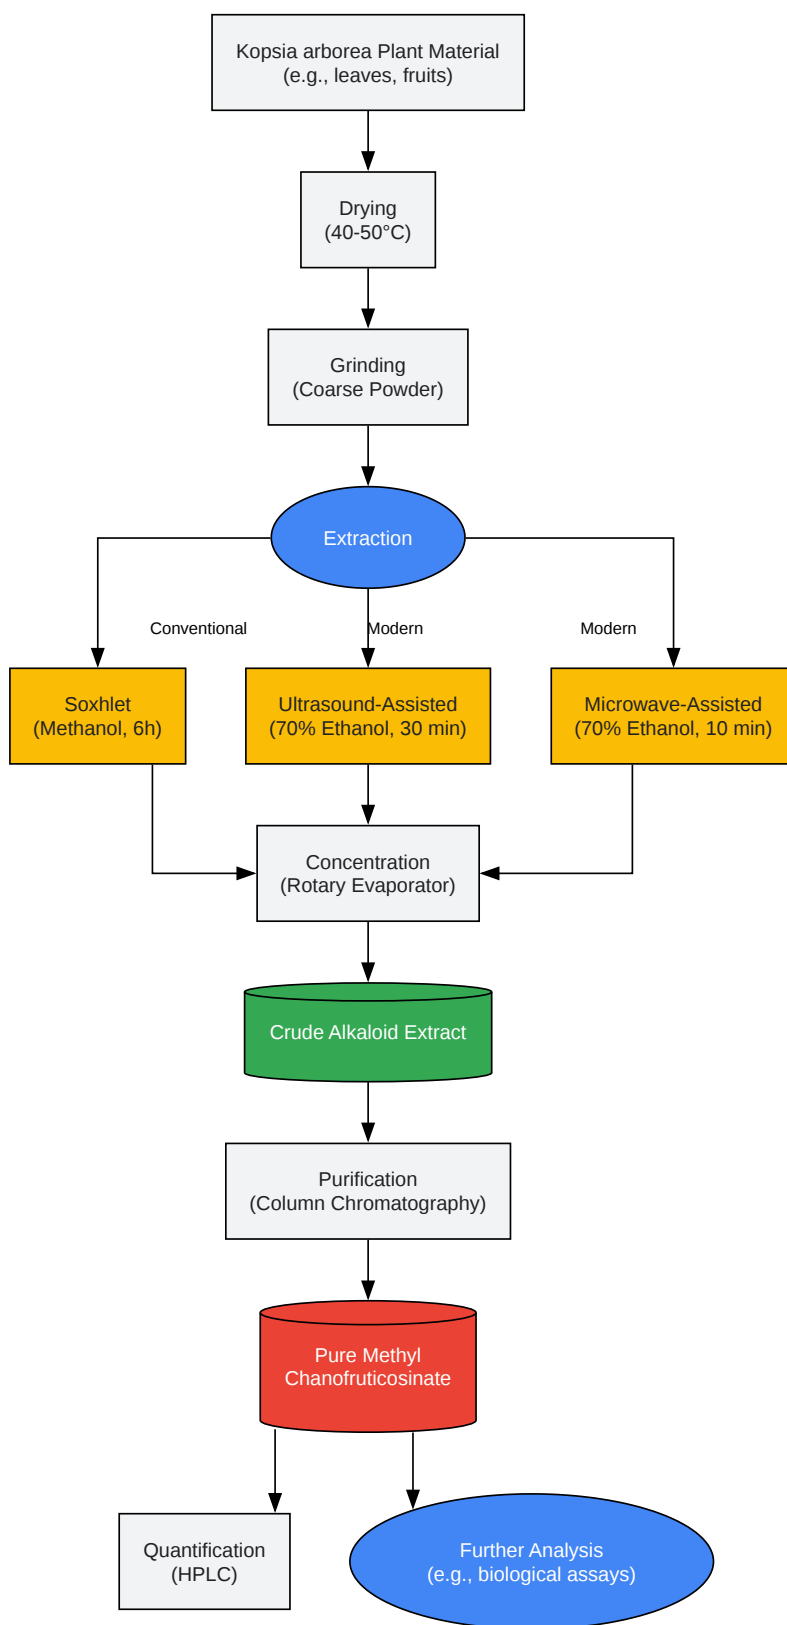 Kopsia arborea Plant Material
(e.g., leaves, fruits)
Drying
(40-50°C)
Grinding
(Coarse Powder)
Extraction
Conventional
Modern
Modern
Soxhlet
(Methanol, 6h)
Ultrasound-Assisted
(70% Ethanol, 30 min)
Microwave-Assisted
(70% Ethanol, 10 min)
Concentration
(Rotary Evaporator)
Crude Alkaloid Extract
Purification
(Column Chromatography)
Pure Methyl
Chanofruticosinate
Quantification
(HPLC)
Further Analysis
(e.g., biological assays)